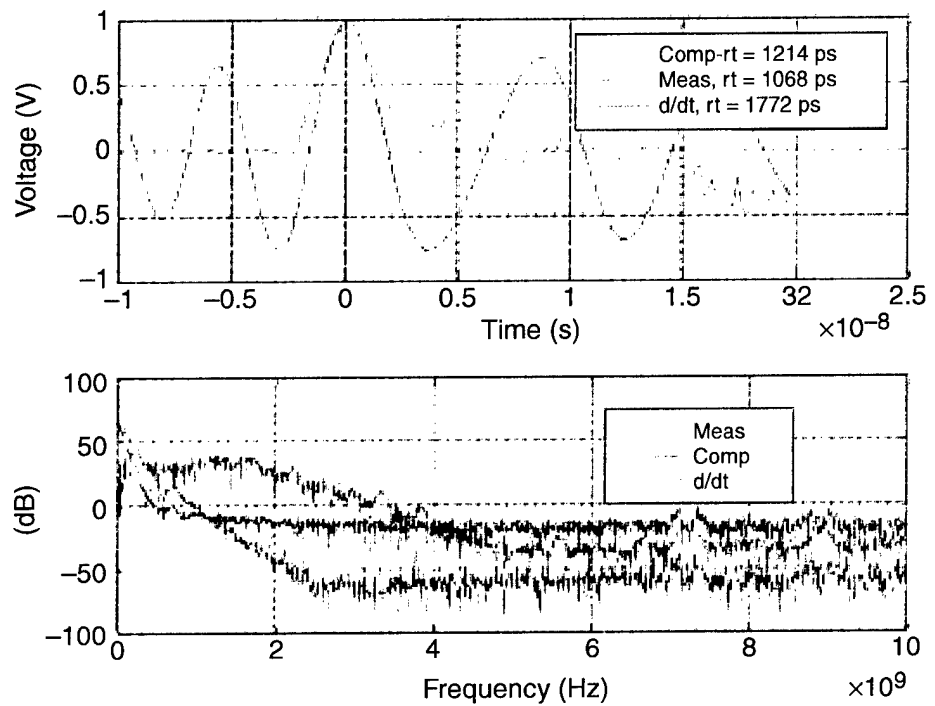 1
0.5
0
−0.5
−1
Voltage (V)
Comp-rt = 1214 ps
Meas, rt = 1068 ps
d/dt, rt = 1772 ps
−1
−0.5
0
0.5
1
1.5
32
2.5
Time (s)
×10⁻⁸
100
50
0
−50
−100
(dB)
Meas
Comp
d/dt
0
2
4
6
8
10
Frequency (Hz)
×10⁹